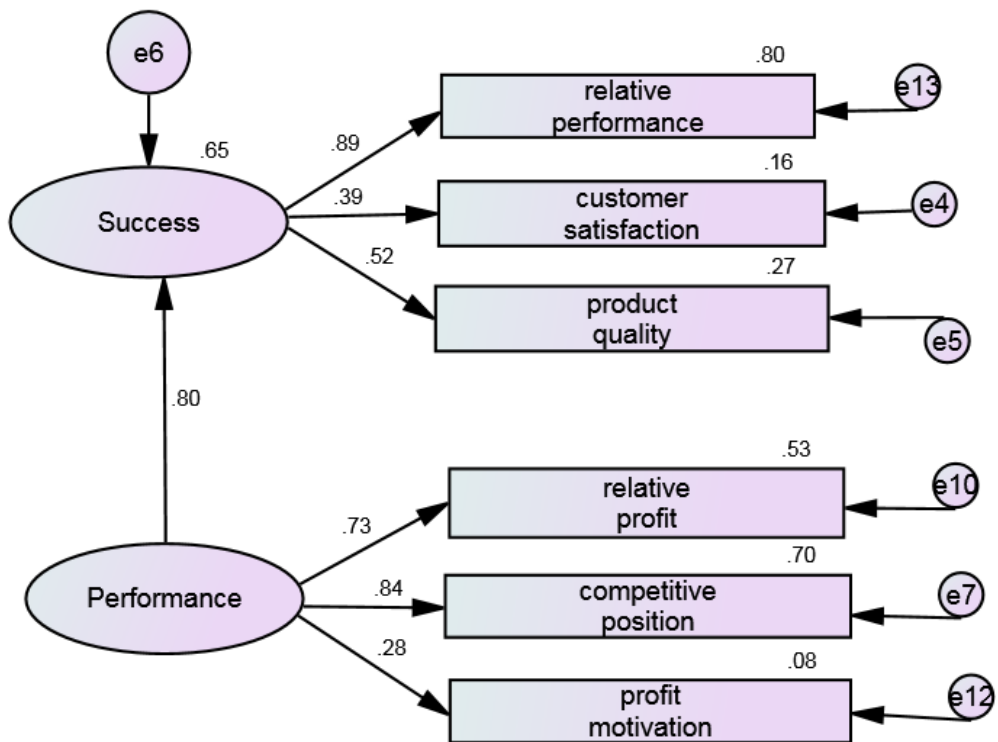 e6
.80
e13
relative
performance
.65
.89
.16
Success
.39
customer
satisfaction
e4
.52
.27
product
quality
e5
.80
.53
relative
profit
e10
.73
.70
Performance
.84
competitive
position
e7
.28
.08
profit
motivation
e12